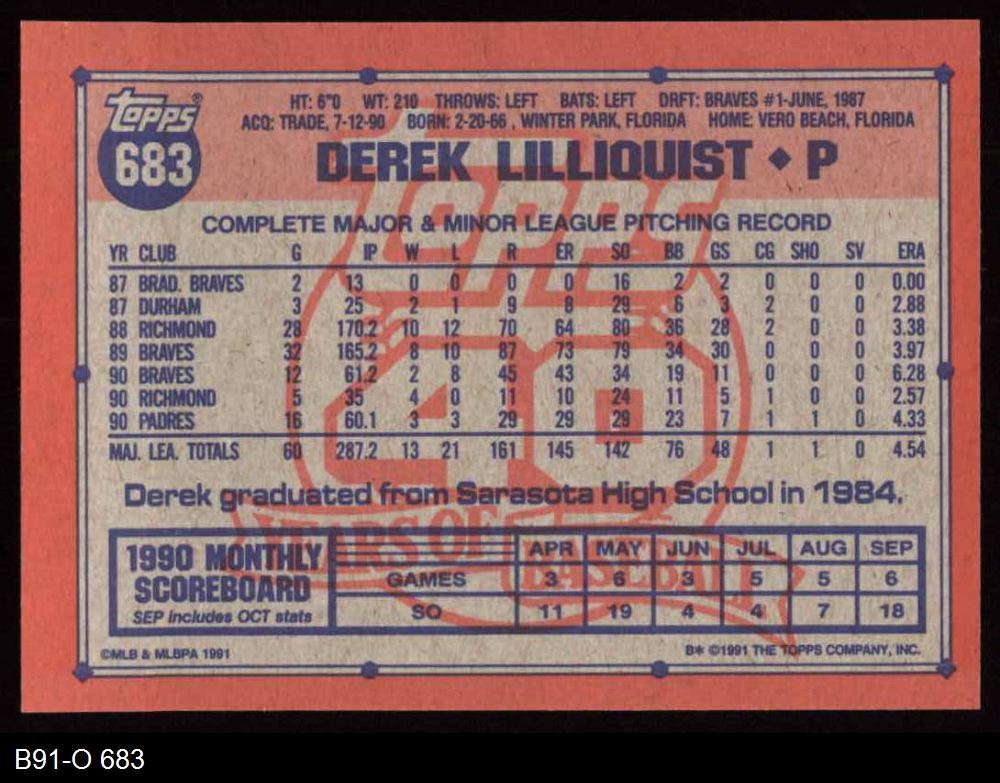 Topps®
683
HT: 6"0 WT: 210 THROWS: LEFT BATS: LEFT DRFT: BRAVES #1-JUNE, 1987
ACQ: TRADE, 7-12-90 BORN: 2-20-66 , WINTER PARK, FLORIDA HOME: VERO BEACH, FLORIDA
DEREK LILLIQUIST ◆ P
TOPPS 40 YEARS OF BASEBALL
COMPLETE MAJOR & MINOR LEAGUE PITCHING RECORD
YR CLUB G IP W L R ER SO BB GS CG SHO SV ERA
87 BRAD. BRAVES 2 13 0 0 0 0 16 2 2 0 0 0 0.00
87 DURHAM 3 25 2 1 9 8 29 6 3 2 0 0 2.88
88 RICHMOND 28 170.2 10 12 70 64 80 36 28 2 0 0 3.38
89 BRAVES 32 165.2 8 10 87 73 79 34 30 0 0 0 3.97
90 BRAVES 12 61.2 2 8 45 43 34 19 11 0 0 0 6.28
90 RICHMOND 5 35 4 0 11 10 24 11 5 1 0 0 2.57
90 PADRES 16 60.1 3 3 29 29 29 23 7 1 1 0 4.33
MAJ. LEA. TOTALS 60 287.2 13 21 161 145 142 76 48 1 1 0 4.54
Derek graduated from Sarasota High School in 1984.
1990 MONTHLY SCOREBOARD
SEP includes OCT stats
APR MAY JUN JUL AUG SEP
GAMES 3 6 3 5 5 6
SO 11 19 4 4 7 18
©MLB & MLBPA 1991
B* ©1991 THE TOPPS COMPANY, INC.
B91-O 683